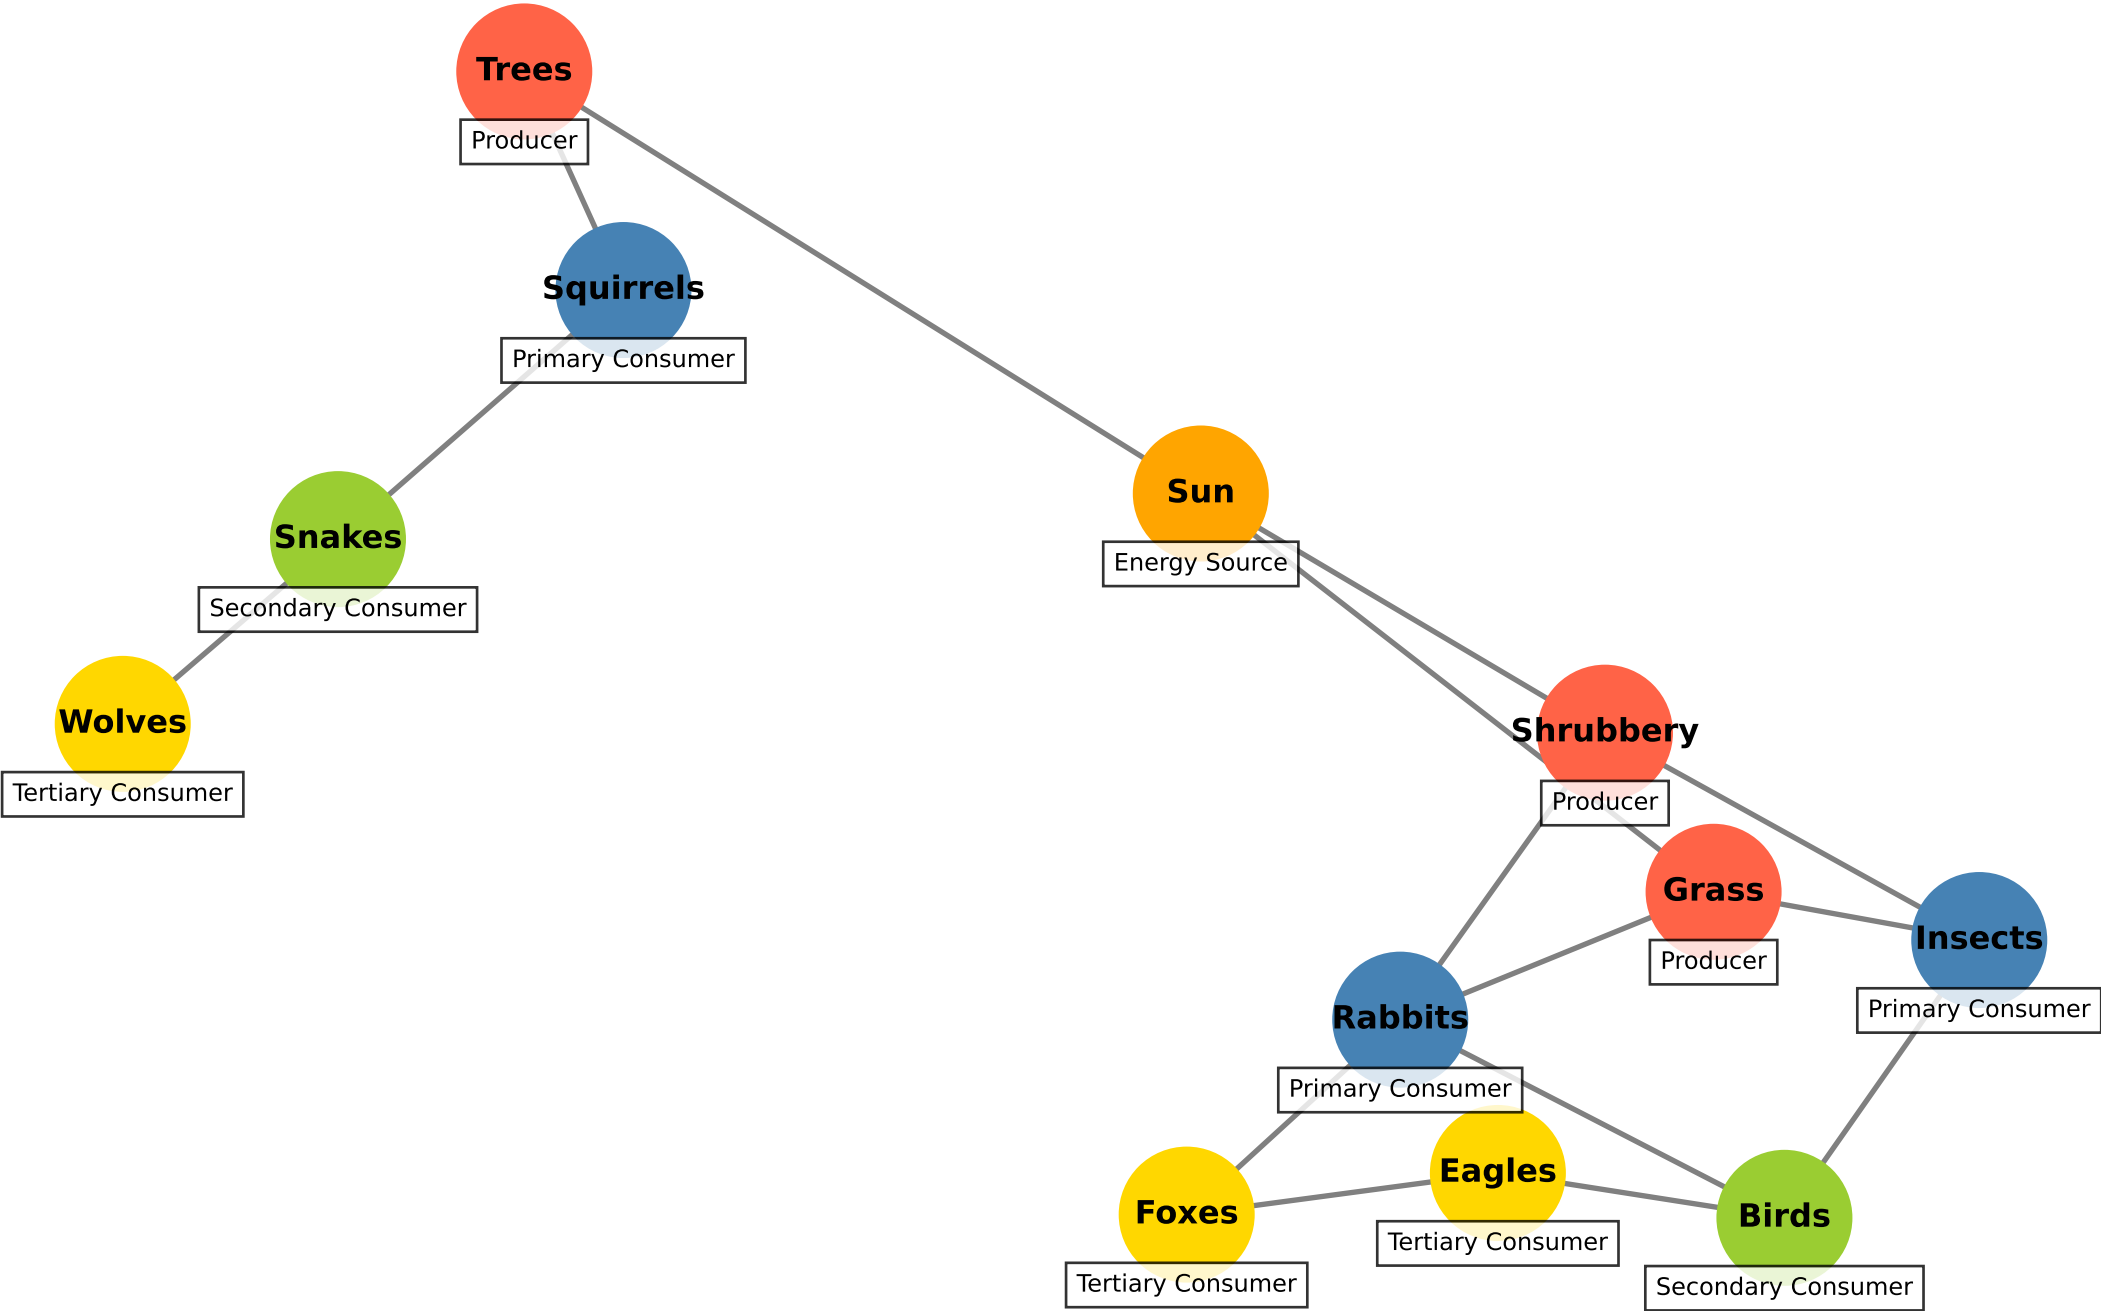 Trees
Producer
Squirrels
Primary Consumer
Sun
Energy Source
Snakes
Secondary Consumer
Wolves
Tertiary Consumer
Shrubbery
Producer
Grass
Producer
Insects
Primary Consumer
Rabbits
Primary Consumer
Eagles
Tertiary Consumer
Foxes
Tertiary Consumer
Birds
Secondary Consumer